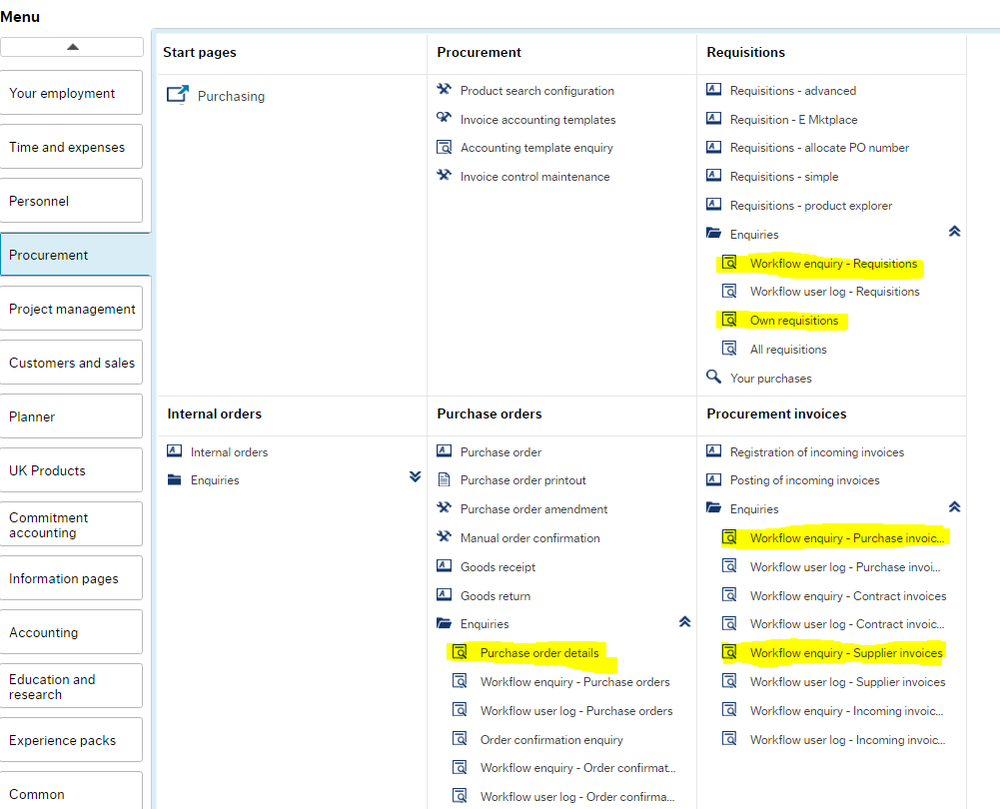 Menu
Your employment
Time and expenses
Personnel
Procurement
Project management
Customers and sales
Planner
UK Products
Commitment
accounting
Information pages
Accounting
Education and
research
Experience packs
Common
Start pages
Purchasing
Procurement
Product search configuration
Invoice accounting templates
Accounting template enquiry
Invoice control maintenance
Requisitions
Requisitions - advanced
Requisition - E Mktplace
Requisitions - allocate PO number
Requisitions - simple
Requisitions - product explorer
Enquiries
Workflow enquiry - Requisitions
Workflow user log - Requisitions
Own requisitions
All requisitions
Your purchases
Internal orders
Internal orders
Enquiries
Purchase orders
Purchase order
Purchase order printout
Purchase order amendment
Manual order confirmation
Goods receipt
Goods return
Enquiries
Purchase order details
Workflow enquiry - Purchase orders
Workflow user log - Purchase orders
Order confirmation enquiry
Workflow enquiry - Order confirmat...
Workflow user log - Order confirma...
Procurement invoices
Registration of incoming invoices
Posting of incoming invoices
Enquiries
Workflow enquiry - Purchase invoic...
Workflow user log - Purchase invoi...
Workflow enquiry - Contract invoices
Workflow user log - Contract invoic...
Workflow enquiry - Supplier invoices
Workflow user log - Supplier invoices
Workflow enquiry - Incoming invoic...
Workflow user log - Incoming invoic...